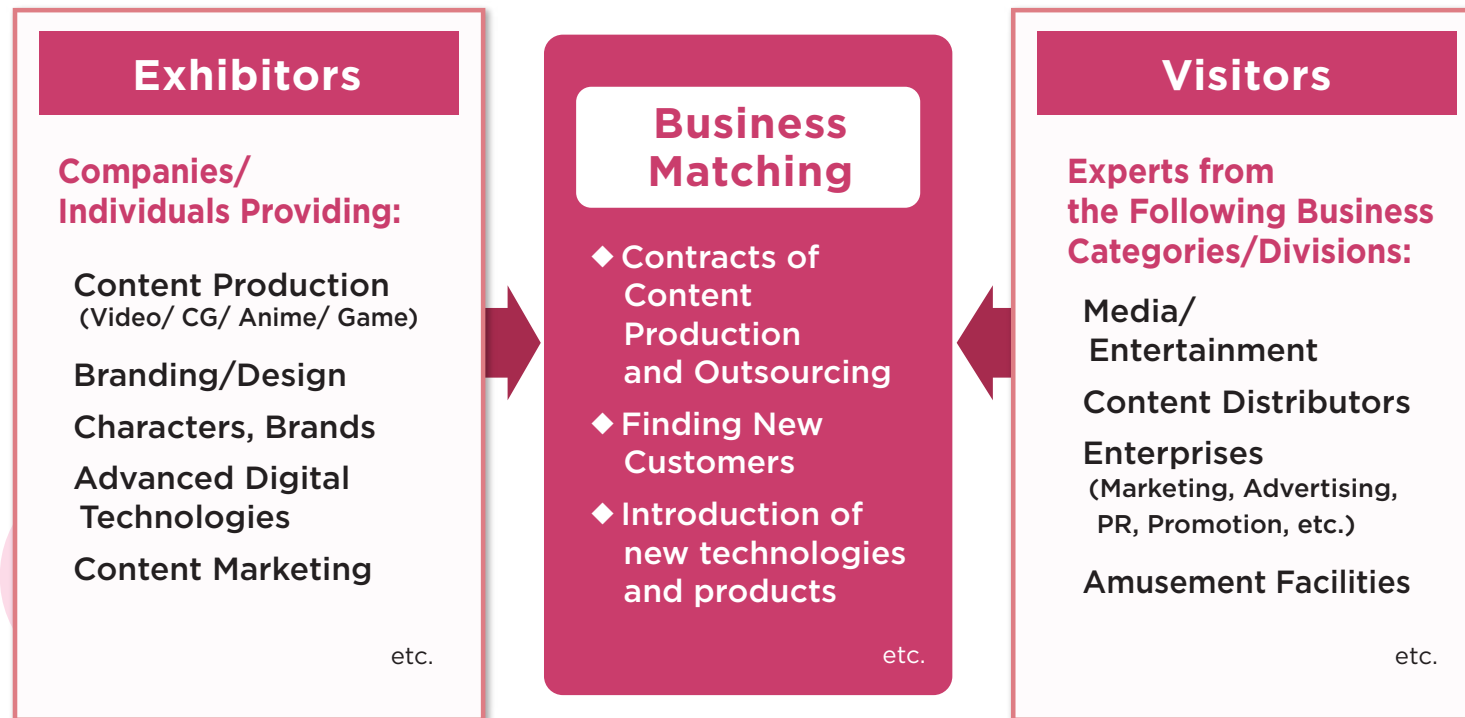 Exhibitors
Companies/
Individuals Providing:
Content Production
(Video/ CG/ Anime/ Game)
Branding/Design
Characters, Brands
Advanced Digital
Technologies
Content Marketing
etc.
Business
Matching
◆ Contracts of
Content
Production
and Outsourcing
◆ Finding New
Customers
◆ Introduction of
new technologies
and products
etc.
Visitors
Experts from
the Following Business
Categories/Divisions:
Media/
Entertainment
Content Distributors
Enterprises
(Marketing, Advertising,
PR, Promotion, etc.)
Amusement Facilities
etc.